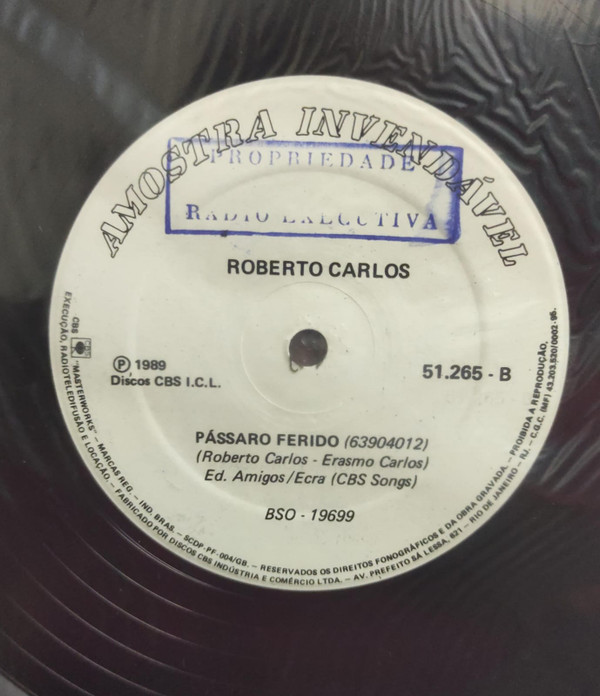 AMOSTRA INVENDÁVEL
PROPRIEDADE
RADIO EXECUTIVA
ROBERTO CARLOS
Ⓟ 1989
Discos CBS I.C.L.
51.265 - B
PÁSSARO FERIDO (63904012)
(Roberto Carlos - Erasmo Carlos)
Ed. Amigos/Ecra (CBS Songs)
BSO - 19699
CBS "MASTERWORKS" - MARCAS REG. - IND. BRAS. - SCDP-PF-004/GB. - RESERVADOS OS DIREITOS FONOGRÁFICOS E DA OBRA GRAVADA. - PROIBIDA A REPRODUÇÃO,
EXECUÇÃO, RADIOTELEDIFUSÃO E LOCAÇÃO. - FABRICADO POR DISCOS CBS INDÚSTRIA E COMÉRCIO LTDA. - AV. PREFEITO SÁ LESSA, 621 - RIO DE JANEIRO - RJ. - C.G.C. (MF) 43.203.520/0002-96.